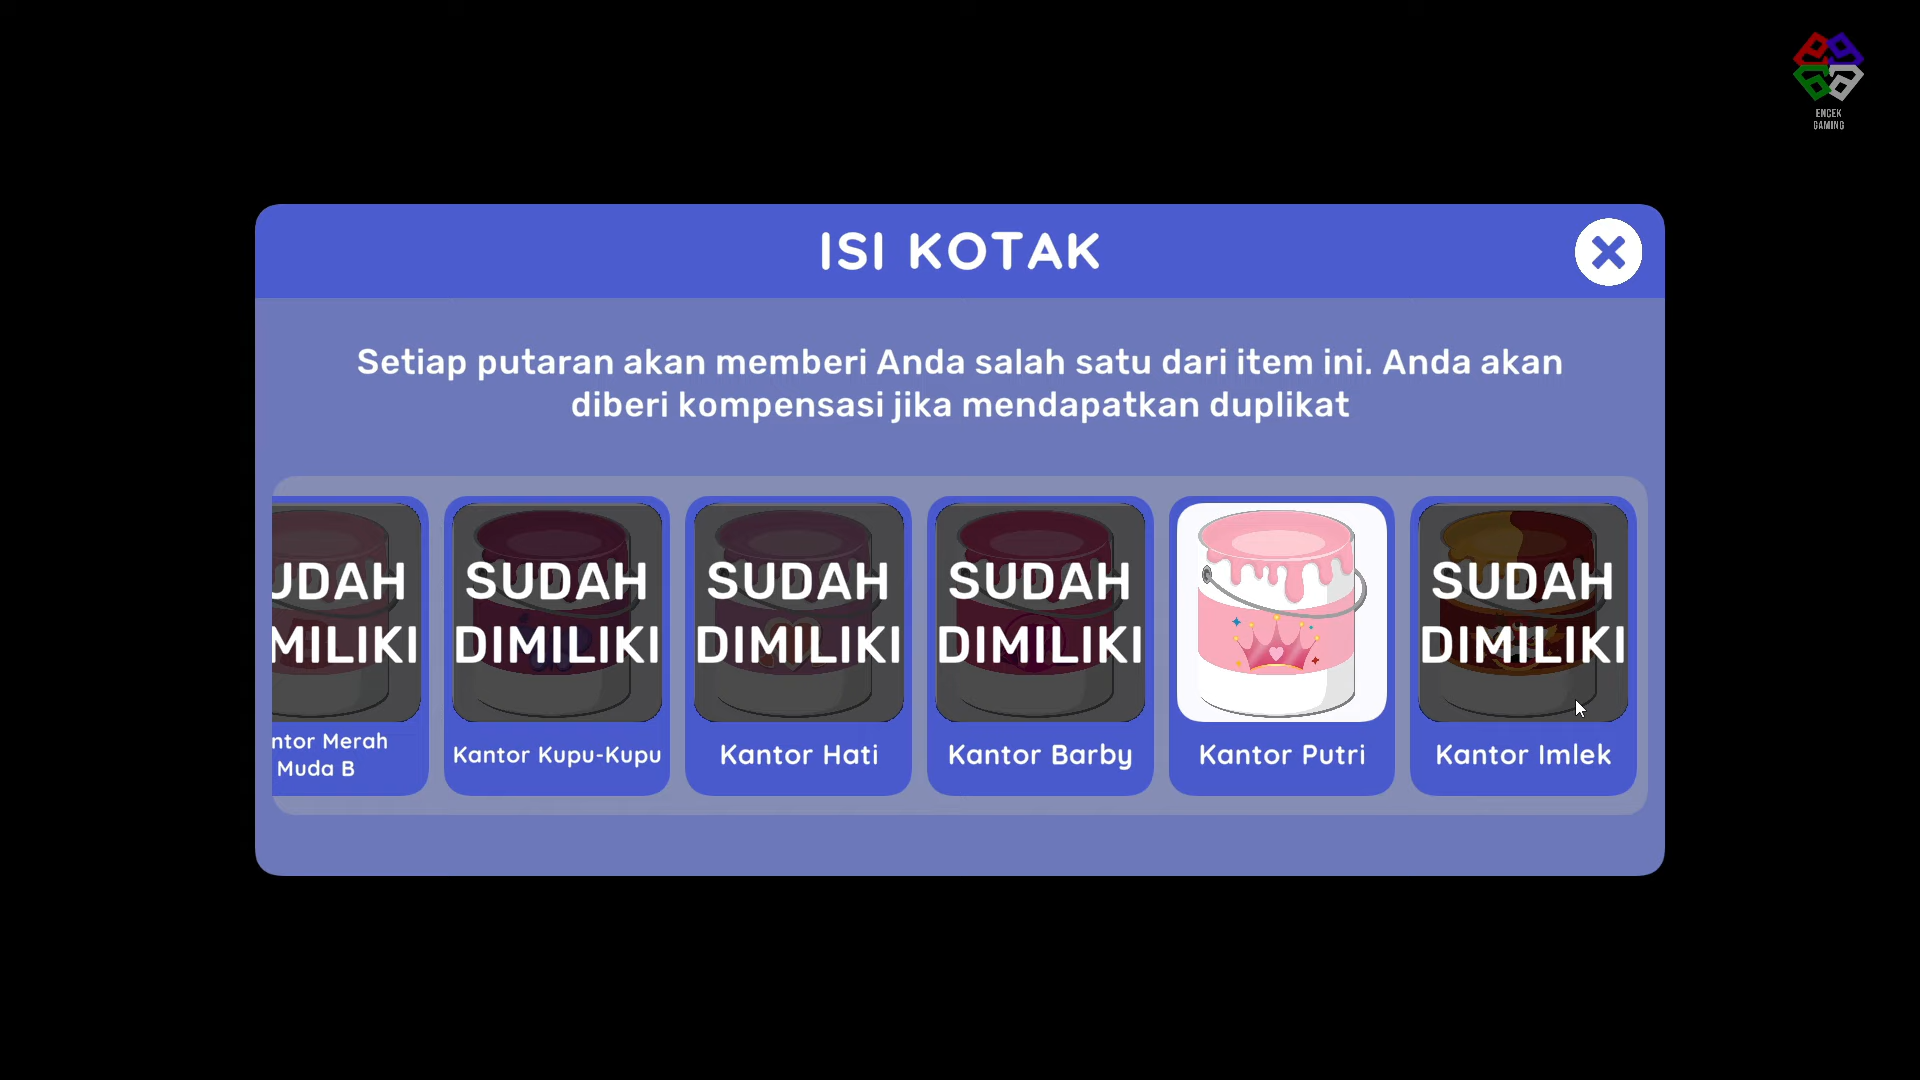 ENCEK
GAMING
ISI KOTAK
Setiap putaran akan memberi Anda salah satu dari item ini. Anda akan
diberi kompensasi jika mendapatkan duplikat
UDAH
MILIKI
ntor Merah
Muda B
SUDAH
DIMILIKI
Kantor Kupu-Kupu
SUDAH
DIMILIKI
Kantor Hati
SUDAH
DIMILIKI
Kantor Barby
Kantor Putri
SUDAH
DIMILIKI
Kantor Imlek